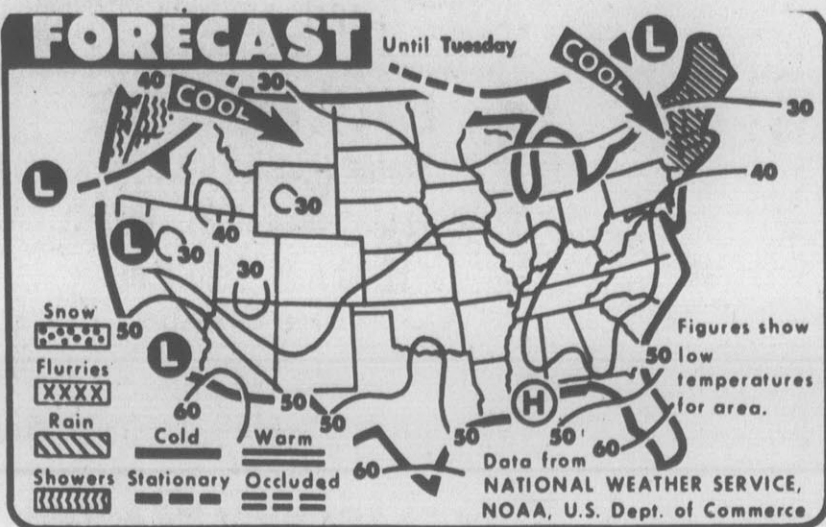 FORECAST
Until Tuesday
COOL
L
40
COOL
30
30
L
40
30
40
L
30
30
Snow
50
Flurries
Rain
Showers
L
60
Cold
Warm
Stationary
Occluded
50
50
60
50
H
50
60
50
Figures show
low
temperatures
for area.
Data from
NATIONAL WEATHER SERVICE,
NOAA, U.S. Dept. of Commerce